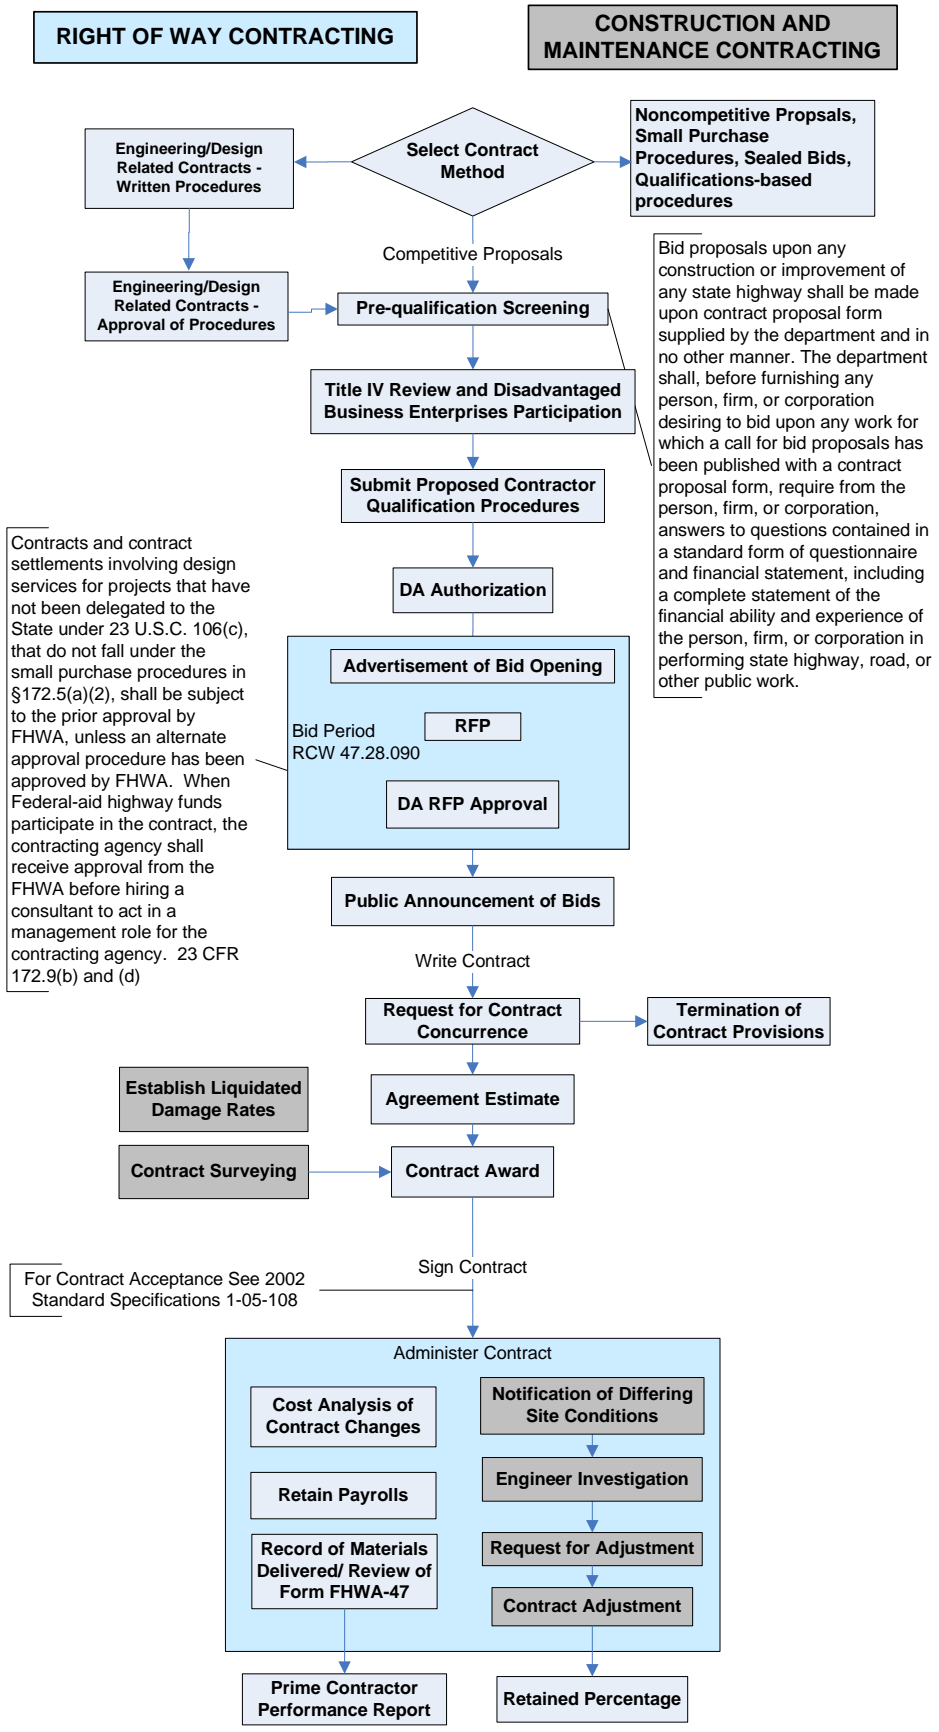 RIGHT OF WAY CONTRACTING
CONSTRUCTION AND
MAINTENANCE CONTRACTING
Engineering/Design
Related Contracts -
Written Procedures
Select Contract
Method
Noncompetitive Propsals,
Small Purchase
Procedures, Sealed Bids,
Qualifications-based
procedures
Competitive Proposals
Engineering/Design
Related Contracts -
Approval of Procedures
Pre-qualification Screening
Bid proposals upon any
construction or improvement of
any state highway shall be made
upon contract proposal form
supplied by the department and in
no other manner. The department
shall, before furnishing any
person, firm, or corporation
desiring to bid upon any work for
which a call for bid proposals has
been published with a contract
proposal form, require from the
person, firm, or corporation,
answers to questions contained in
a standard form of questionnaire
and financial statement, including
a complete statement of the
financial ability and experience of
the person, firm, or corporation in
performing state highway, road, or
other public work.
Title IV Review and Disadvantaged
Business Enterprises Participation
Submit Proposed Contractor
Qualification Procedures
DA Authorization
Contracts and contract
settlements involving design
services for projects that have
not been delegated to the
State under 23 U.S.C. 106(c),
that do not fall under the
small purchase procedures in
§172.5(a)(2), shall be subject
to the prior approval by
FHWA, unless an alternate
approval procedure has been
approved by FHWA.  When
Federal-aid highway funds
participate in the contract, the
contracting agency shall
receive approval from the
FHWA before hiring a
consultant to act in a
management role for the
contracting agency.  23 CFR
172.9(b) and (d)
Advertisement of Bid Opening
RFP
Bid Period
RCW 47.28.090
DA RFP Approval
Public Announcement of Bids
Write Contract
Request for Contract
Concurrence
Termination of
Contract Provisions
Establish Liquidated
Damage Rates
Agreement Estimate
Contract Surveying
Contract Award
Sign Contract
For Contract Acceptance See 2002
Standard Specifications 1-05-108
Administer Contract
Cost Analysis of
Contract Changes
Retain Payrolls
Record of Materials
Delivered/ Review of
Form FHWA-47
Notification of Differing
Site Conditions
Engineer Investigation
Request for Adjustment
Contract Adjustment
Prime Contractor
Performance Report
Retained Percentage